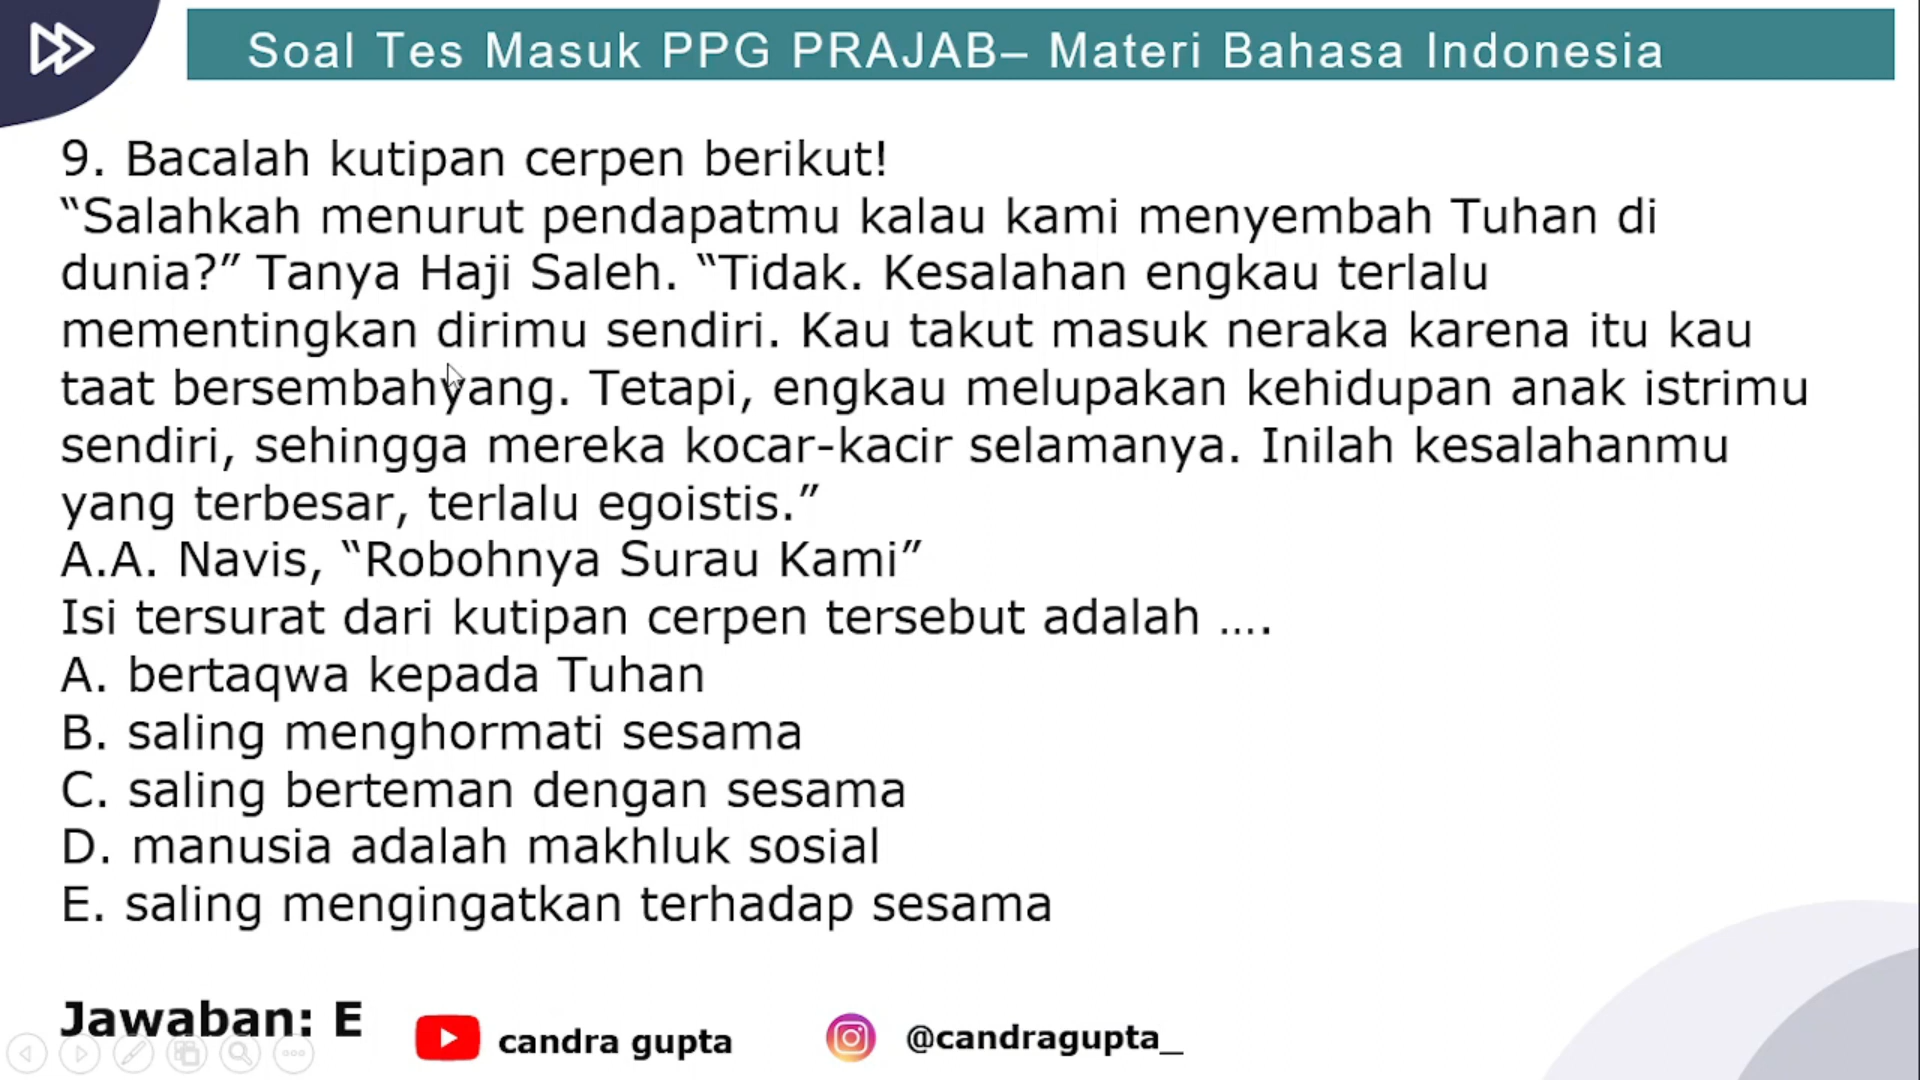 Soal Tes Masuk PPG PRAJAB– Materi Bahasa Indonesia
9. Bacalah kutipan cerpen berikut!
“Salahkah menurut pendapatmu kalau kami menyembah Tuhan di
dunia?” Tanya Haji Saleh. “Tidak. Kesalahan engkau terlalu
mementingkan dirimu sendiri. Kau takut masuk neraka karena itu kau
taat bersembahyang. Tetapi, engkau melupakan kehidupan anak istrimu
sendiri, sehingga mereka kocar-kacir selamanya. Inilah kesalahanmu
yang terbesar, terlalu egoistis.”
A.A. Navis, “Robohnya Surau Kami”
Isi tersurat dari kutipan cerpen tersebut adalah ....
A. bertaqwa kepada Tuhan
B. saling menghormati sesama
C. saling berteman dengan sesama
D. manusia adalah makhluk sosial
E. saling mengingatkan terhadap sesama
Jawaban: E
candra gupta
@candragupta_